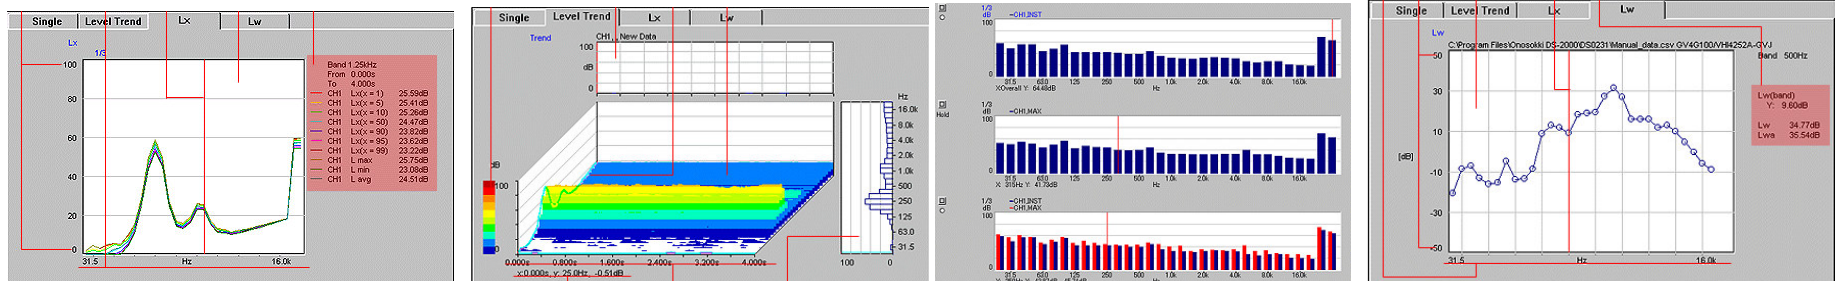 Single Level Trend Lx Lw
Lx
1/3
100
80
60
40
20
0
31.5 Hz 16.0k
Band 1.25kHz
From 0.000s
To 4.000s
CH1 Lx(x = 1) 25.59dB
CH1 Lx(x = 5) 25.41dB
CH1 Lx(x = 10) 25.26dB
CH1 Lx(x = 50) 24.47dB
CH1 Lx(x = 90) 23.82dB
CH1 Lx(x = 95) 23.62dB
CH1 Lx(x = 99) 23.22dB
CH1 L max 25.75dB
CH1 L min 23.08dB
CH1 L avg 24.51dB
Single Level Trend Lx Lw
Trend
CH1, , New Data
100
dB
0
dB
100
0
0.000s 0.800s 1.600s 2.400s 3.200s 4.000s
x:0.000s, y: 25.0Hz, -0.51dB
Hz
16.0k
8.0k
4.0k
2.0k
1.0k
500
250
125
63.0
31.5
100 0
1/3
dB
CH1,INST
100
0
31.5 63.0 125 250 500 1.0k 2.0k 4.0k 8.0k 16.0k
Hz
X:Overall Y: 64.48dB
Hold
1/3
dB
CH1,MAX
100
0
31.5 63.0 125 250 500 1.0k 2.0k 4.0k 8.0k 16.0k
Hz
X: 315Hz Y: 41.73dB
1/3
dB
CH1,INST
CH1,MAX
100
0
31.5 63.0 125 250 500 1.0k 2.0k 4.0k 8.0k 16.0k
Hz
Single Level Trend Lx Lw
Lw
C:\Program Files\Onosokki DS-2000\DS0231\Manual_data.csv GV4G100/VHI4252A-GVJ
50
30
10
-10
-30
-50
[dB]
31.5 Hz 16.0k
Band 500Hz
Lw(band)
Y: 9.60dB
Lw 34.77dB
Lwa 35.54dB